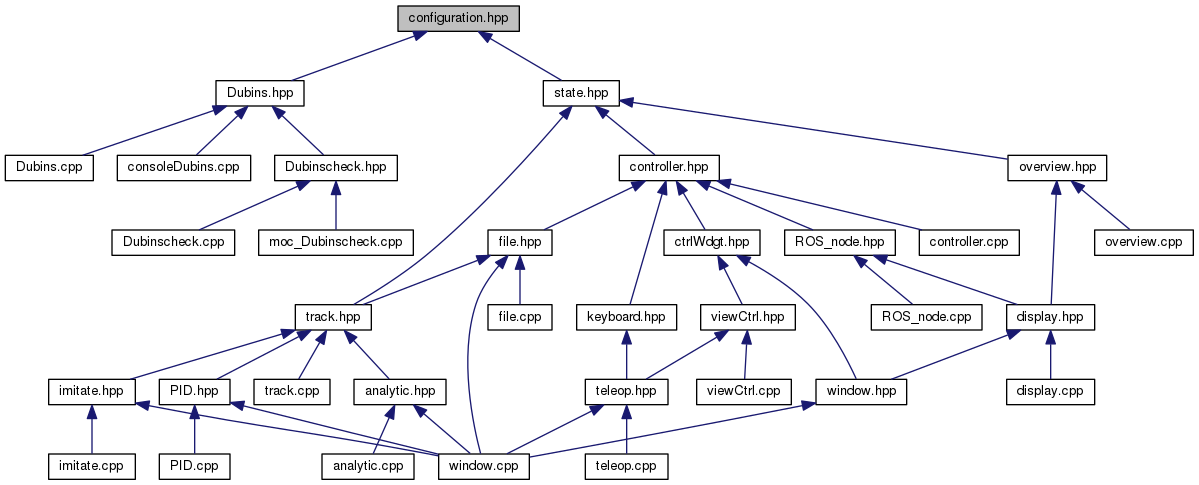 configuration.hpp
Dubins.hpp
state.hpp
Dubins.cpp
consoleDubins.cpp
Dubinscheck.hpp
controller.hpp
overview.hpp
Dubinscheck.cpp
moc_Dubinscheck.cpp
file.hpp
ctrlWdgt.hpp
ROS_node.hpp
controller.cpp
overview.cpp
track.hpp
file.cpp
keyboard.hpp
viewCtrl.hpp
ROS_node.cpp
display.hpp
imitate.hpp
PID.hpp
track.cpp
analytic.hpp
teleop.hpp
viewCtrl.cpp
window.hpp
display.cpp
imitate.cpp
PID.cpp
analytic.cpp
window.cpp
teleop.cpp